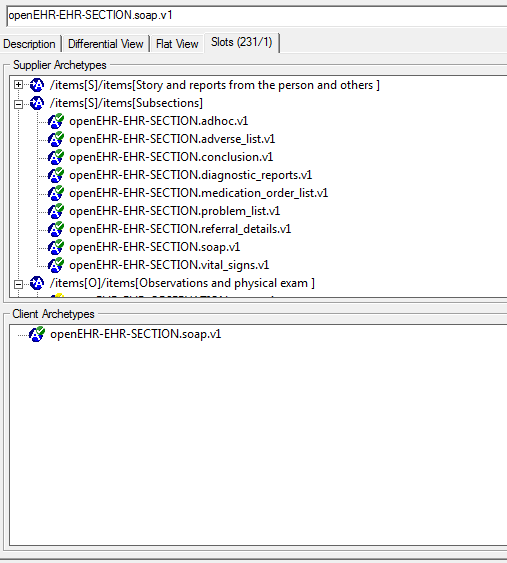 openEHR-EHR-SECTION.soap.v1
Description Differential View Flat View Slots (231/1)
Supplier Archetypes
/items[S]/items[Story and reports from the person and others ]
/items[S]/items[Subsections]
openEHR-EHR-SECTION.adhoc.v1
openEHR-EHR-SECTION.adverse_list.v1
openEHR-EHR-SECTION.conclusion.v1
openEHR-EHR-SECTION.diagnostic_reports.v1
openEHR-EHR-SECTION.medication_order_list.v1
openEHR-EHR-SECTION.problem_list.v1
openEHR-EHR-SECTION.referral_details.v1
openEHR-EHR-SECTION.soap.v1
openEHR-EHR-SECTION.vital_signs.v1
/items[O]/items[Observations and physical exam ]
Client Archetypes
openEHR-EHR-SECTION.soap.v1